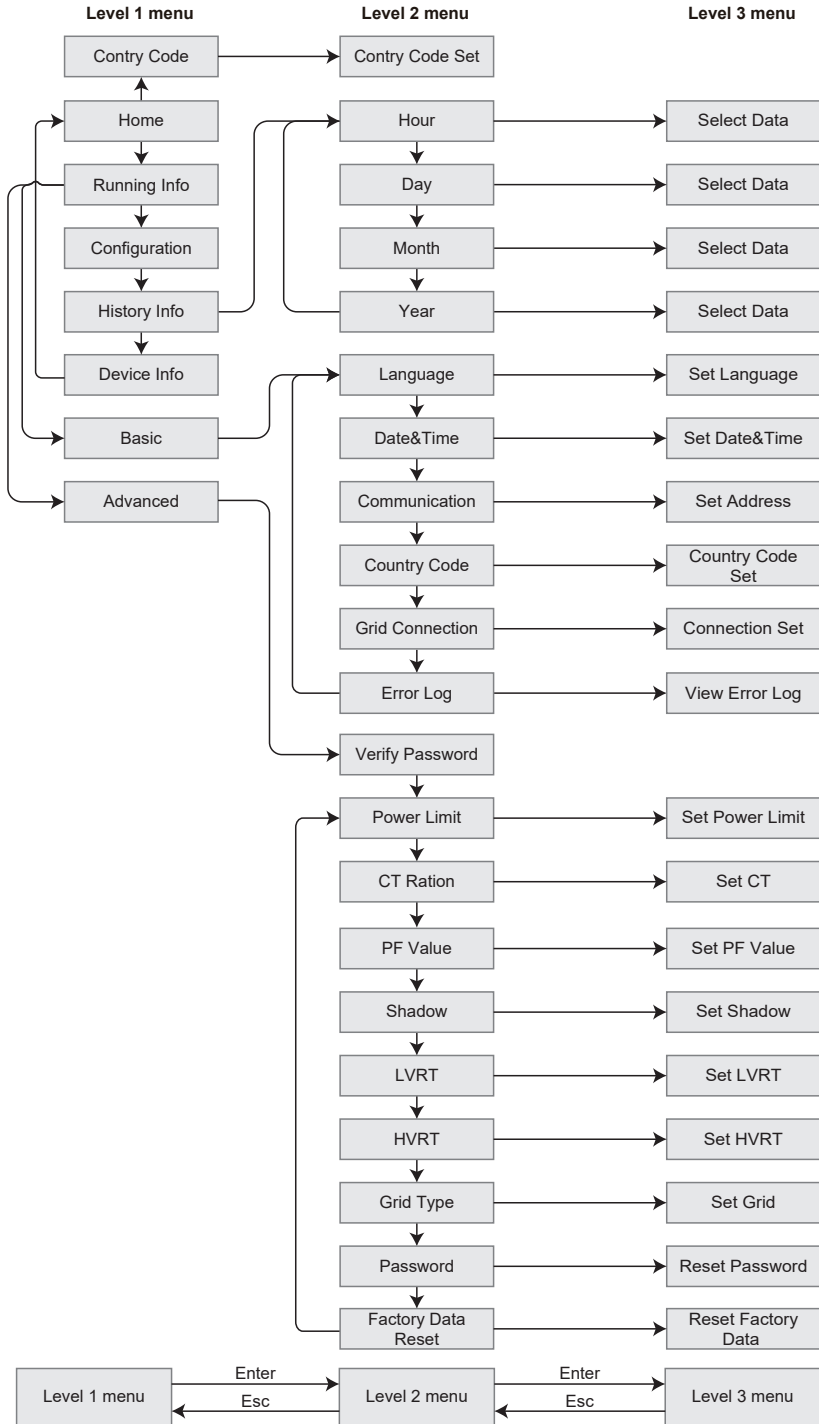 Level 1 menu
Level 2 menu
Level 3 menu
Contry Code
Contry Code Set
Home
Hour
Select Data
Running Info
Day
Select Data
Configuration
Month
Select Data
History Info
Year
Select Data
Device Info
Language
Set Language
Basic
Date&Time
Set Date&Time
Advanced
Communication
Set Address
Country Code
Country Code
Set
Grid Connection
Connection Set
Error Log
View Error Log
Verify Password
Power Limit
Set Power Limit
CT Ration
Set CT
PF Value
Set PF Value
Shadow
Set Shadow
LVRT
Set LVRT
HVRT
Set HVRT
Grid Type
Set Grid
Password
Reset Password
Factory Data
Reset
Reset Factory
Data
Level 1 menu
Enter
Esc
Level 2 menu
Enter
Esc
Level 3 menu